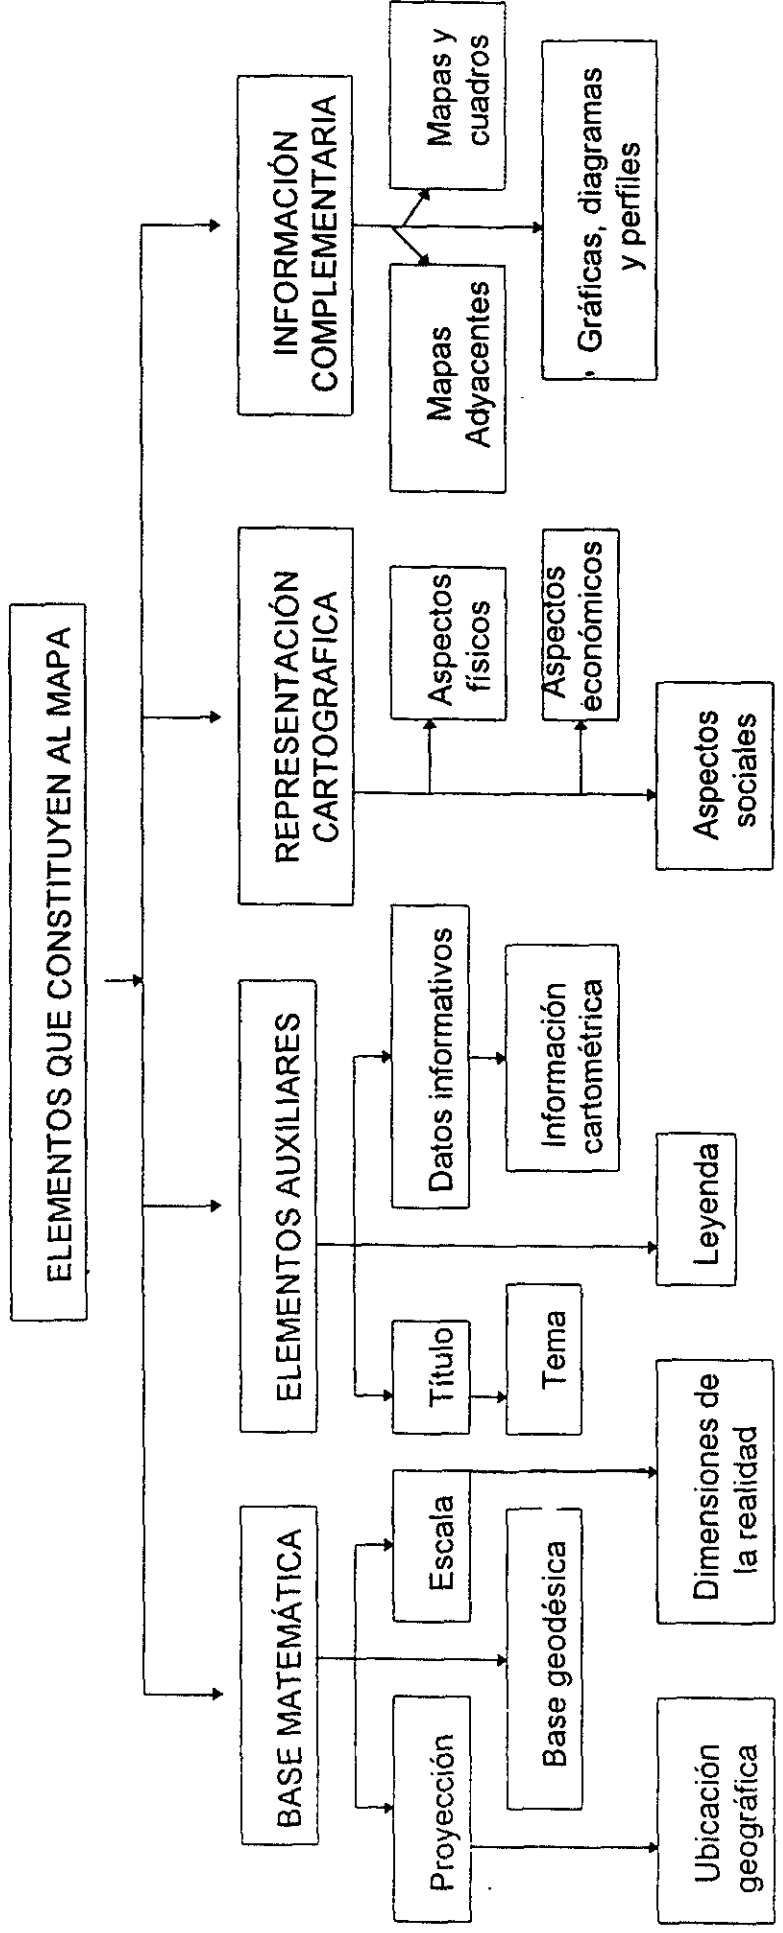 ELEMENTOS QUE CONSTITUYEN AL MAPA
BASE MATEMÁTICA
Proyección
Escala
Base geodésica
Ubicación
geográfica
Dimensiones de
la realidad
ELEMENTOS AUXILIARES
Título
Datos informativos
Tema
Información
cartométrica
Leyenda
REPRESENTACIÓN
CARTOGRAFICA
Aspectos
físicos
Aspectos
económicos
Aspectos
sociales
INFORMACIÓN
COMPLEMENTARIA
Mapas
Adyacentes
Mapas y
cuadros
Gráficas, diagramas
y perfiles